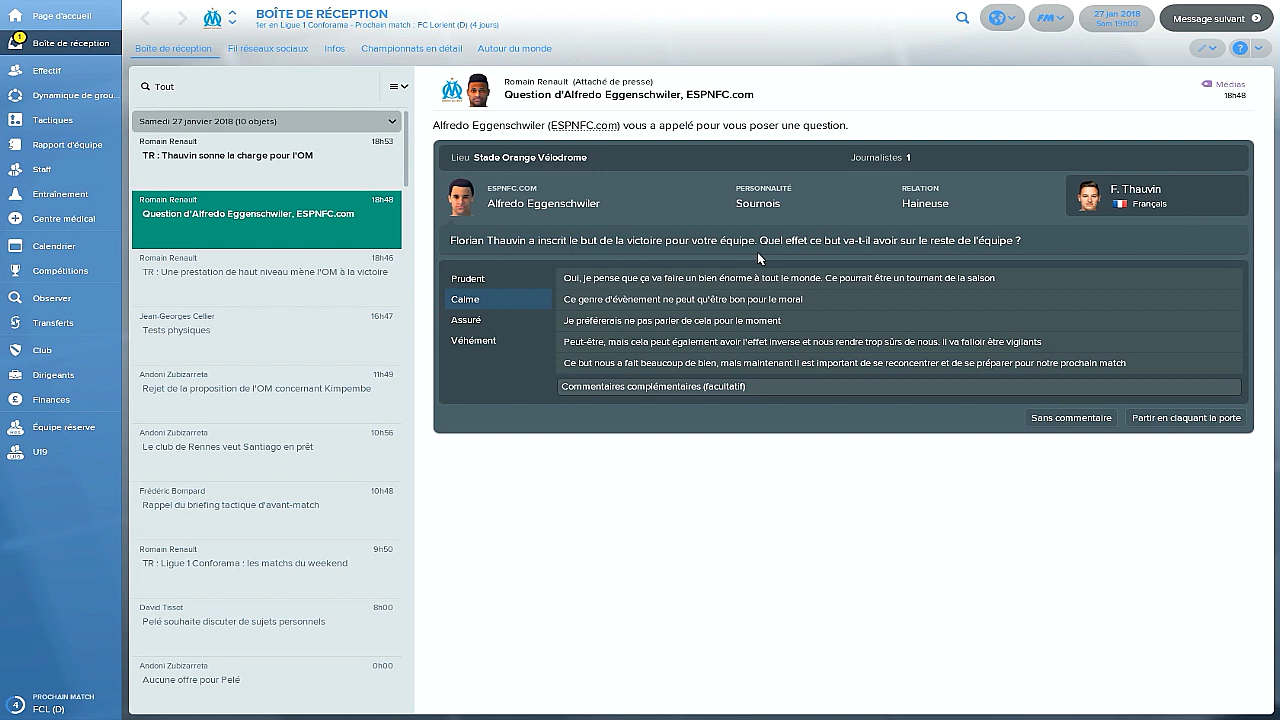 Page d'accueil
1
Boîte de réception
Effectif
Dynamique de grou...
Tactiques
Rapport d'équipe
Staff
Entraînement
Centre médical
Calendrier
Compétitions
Observer
Transferts
Club
Dirigeants
Finances
Équipe réserve
U19
4
PROCHAIN MATCH
FCL (D)
BOÎTE DE RÉCEPTION
1er en Ligue 1 Conforama - Prochain match : FC Lorient (D) (4 jours)
FM
27 jan 2018
Sam 19h00
Message suivant
Boîte de réception
Fil réseaux sociaux
Infos
Championnats en détail
Autour du monde
?
Tout
Samedi 27 janvier 2018 (10 objets)
Romain Renault 18h53
TR : Thauvin sonne la charge pour l'OM
Romain Renault 18h48
Question d'Alfredo Eggenschwiler, ESPNFC.com
Romain Renault 18h46
TR : Une prestation de haut niveau mène l'OM à la victoire
Jean-Georges Cellier 16h47
Tests physiques
Andoni Zubizarreta 11h49
Rejet de la proposition de l'OM concernant Kimpembe
Andoni Zubizarreta 10h56
Le club de Rennes veut Santiago en prêt
Frédéric Bompard 10h48
Rappel du briefing tactique d'avant-match
Romain Renault 9h50
TR : Ligue 1 Conforama : les matchs du weekend
David Tissot 8h00
Pelé souhaite discuter de sujets personnels
Andoni Zubizarreta 0h00
Aucune offre pour Pelé
Romain Renault (Attaché de presse)
Question d'Alfredo Eggenschwiler, ESPNFC.com
Médias
18h48
Alfredo Eggenschwiler (ESPNFC.com) vous a appelé pour vous poser une question.
Lieu Stade Orange Vélodrome
Journalistes 1
ESPNFC.COM
Alfredo Eggenschwiler
PERSONNALITÉ
Sournois
RELATION
Haineuse
F. Thauvin
Français
Florian Thauvin a inscrit le but de la victoire pour votre équipe. Quel effet ce but va-t-il avoir sur le reste de l'équipe ?
Prudent
Calme
Assuré
Véhément
Oui, je pense que ça va faire un bien énorme à tout le monde. Ce pourrait être un tournant de la saison
Ce genre d'évènement ne peut qu'être bon pour le moral
Je préférerais ne pas parler de cela pour le moment
Peut-être, mais cela peut également avoir l'effet inverse et nous rendre trop sûrs de nous. Il va falloir être vigilants
Ce but nous a fait beaucoup de bien, mais maintenant il est important de se reconcentrer et de se préparer pour notre prochain match
Commentaires complémentaires (facultatif)
Sans commentaire
Partir en claquant la porte